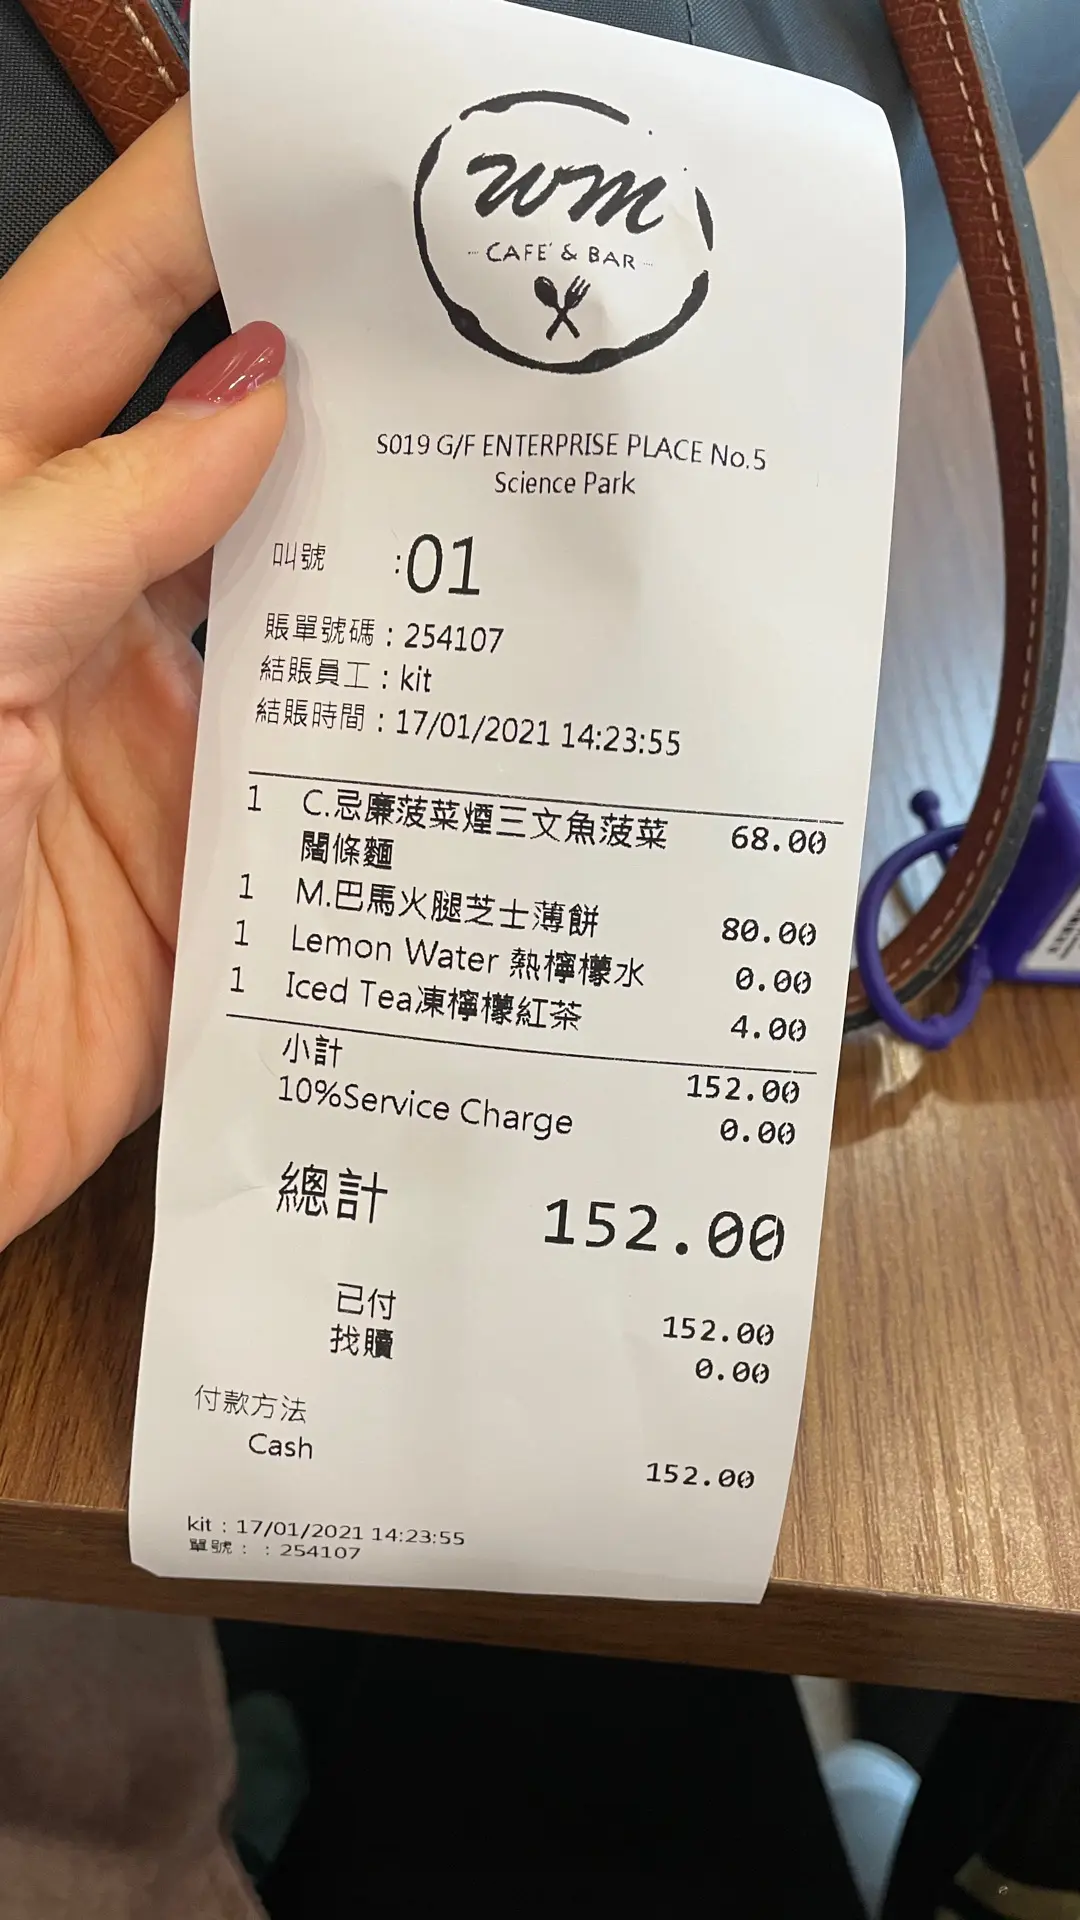 wm
CAFE' & BAR
S019 G/F ENTERPRISE PLACE No.5
Science Park
叫號 :01
賬單號碼：254107
結賬員工：kit
結賬時間：17/01/2021 14:23:55
1 C.忌廉菠菜煙三文魚菠菜 68.00
闊條麵
1 M.巴馬火腿芝士薄餅 80.00
1 Lemon Water 熱檸檬水 0.00
1 Iced Tea凍檸檬紅茶 4.00
小計 152.00
10%Service Charge 0.00
總計 152.00
已付 152.00
找贖 0.00
付款方法
Cash 152.00
kit：17/01/2021 14:23:55
單號：：254107